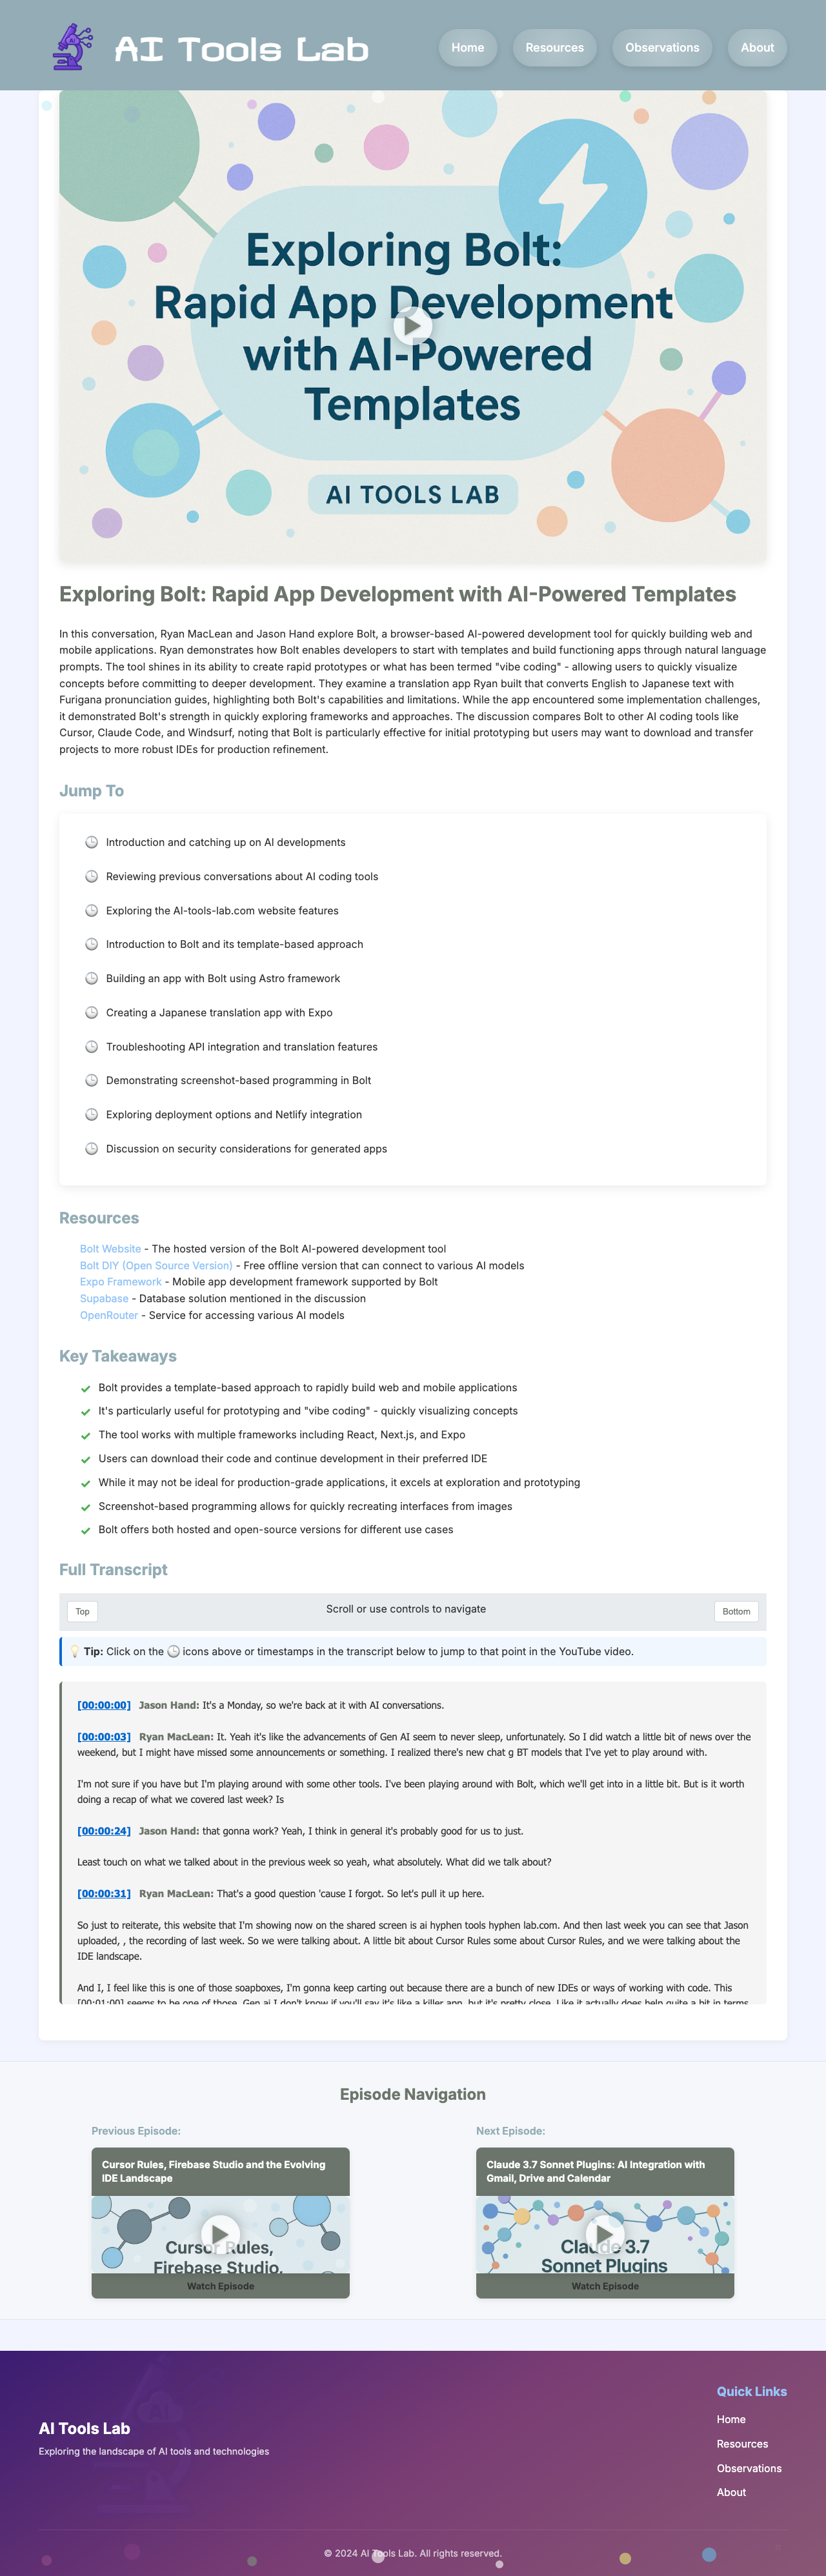 AI Tools Lab
Home
Resources
Observations
About
Exploring Bolt:
Rapid App Development
with AI-Powered
Templates
AI TOOLS LAB
Exploring Bolt: Rapid App Development with AI-Powered Templates
In this conversation, Ryan MacLean and Jason Hand explore Bolt, a browser-based AI-powered development tool for quickly building web and
mobile applications. Ryan demonstrates how Bolt enables developers to start with templates and build functioning apps through natural language
prompts. The tool shines in its ability to create rapid prototypes or what has been termed "vibe coding" - allowing users to quickly visualize
concepts before committing to deeper development. They examine a translation app Ryan built that converts English to Japanese text with
Furigana pronunciation guides, highlighting both Bolt's capabilities and limitations. While the app encountered some implementation challenges,
it demonstrated Bolt's strength in quickly exploring frameworks and approaches. The discussion compares Bolt to other AI coding tools like
Cursor, Claude Code, and Windsurf, noting that Bolt is particularly effective for initial prototyping but users may want to download and transfer
projects to more robust IDEs for production refinement.
Jump To
🕒 Introduction and catching up on AI developments
🕒 Reviewing previous conversations about AI coding tools
🕒 Exploring the AI-tools-lab.com website features
🕒 Introduction to Bolt and its template-based approach
🕒 Building an app with Bolt using Astro framework
🕒 Creating a Japanese translation app with Expo
🕒 Troubleshooting API integration and translation features
🕒 Demonstrating screenshot-based programming in Bolt
🕒 Exploring deployment options and Netlify integration
🕒 Discussion on security considerations for generated apps
Resources
Bolt Website - The hosted version of the Bolt AI-powered development tool
Bolt DIY (Open Source Version) - Free offline version that can connect to various AI models
Expo Framework - Mobile app development framework supported by Bolt
Supabase - Database solution mentioned in the discussion
OpenRouter - Service for accessing various AI models
Key Takeaways
✓ Bolt provides a template-based approach to rapidly build web and mobile applications
✓ It's particularly useful for prototyping and "vibe coding" - quickly visualizing concepts
✓ The tool works with multiple frameworks including React, Next.js, and Expo
✓ Users can download their code and continue development in their preferred IDE
✓ While it may not be ideal for production-grade applications, it excels at exploration and prototyping
✓ Screenshot-based programming allows for quickly recreating interfaces from images
✓ Bolt offers both hosted and open-source versions for different use cases
Full Transcript
Top
Scroll or use controls to navigate
Bottom
💡 Tip: Click on the 🕒 icons above or timestamps in the transcript below to jump to that point in the YouTube video.
[00:00:00] Jason Hand: It's a Monday, so we're back at it with AI conversations.
[00:00:03] Ryan MacLean: It. Yeah it's like the advancements of Gen AI seem to never sleep, unfortunately. So I did watch a little bit of news over the
weekend, but I might have missed some announcements or something. I realized there's new chat g BT models that I've yet to play around with.
I'm not sure if you have but I'm playing around with some other tools. I've been playing around with Bolt, which we'll get into in a little bit. But is it worth
doing a recap of what we covered last week? Is
[00:00:24] Jason Hand: that gonna work? Yeah, I think in general it's probably good for us to just.
Least touch on what we talked about in the previous week so yeah, what absolutely. What did we talk about?
[00:00:31] Ryan MacLean: That's a good question 'cause I forgot. So let's pull it up here.
So just to reiterate, this website that I'm showing now on the shared screen is ai hyphen tools hyphen lab.com. And then last week you can see that Jason
uploaded, , the recording of last week. So we were talking about. A little bit about Cursor Rules some about Cursor Rules, and we were talking about the
IDE landscape.
And I, I feel like this is one of those soapboxes, I'm gonna keep carting out because there are a bunch of new IDEs or ways of working with code. This
[00:01:00] seems to be one of those. Gen ai I don't know if you'll say it's like a killer app, but it's pretty close. Like it actually does help quite a bit in terms
Episode Navigation
Previous Episode:
Cursor Rules, Firebase Studio and the Evolving
IDE Landscape
Cursor Rules,
Firebase Studio,
Watch Episode
Next Episode:
Claude 3.7 Sonnet Plugins: AI Integration with
Gmail, Drive and Calendar
Claude 3.7
Sonnet Plugins
Watch Episode
AI Tools Lab
Exploring the landscape of AI tools and technologies
Quick Links
Home
Resources
Observations
About
© 2024 AI Tools Lab. All rights reserved.